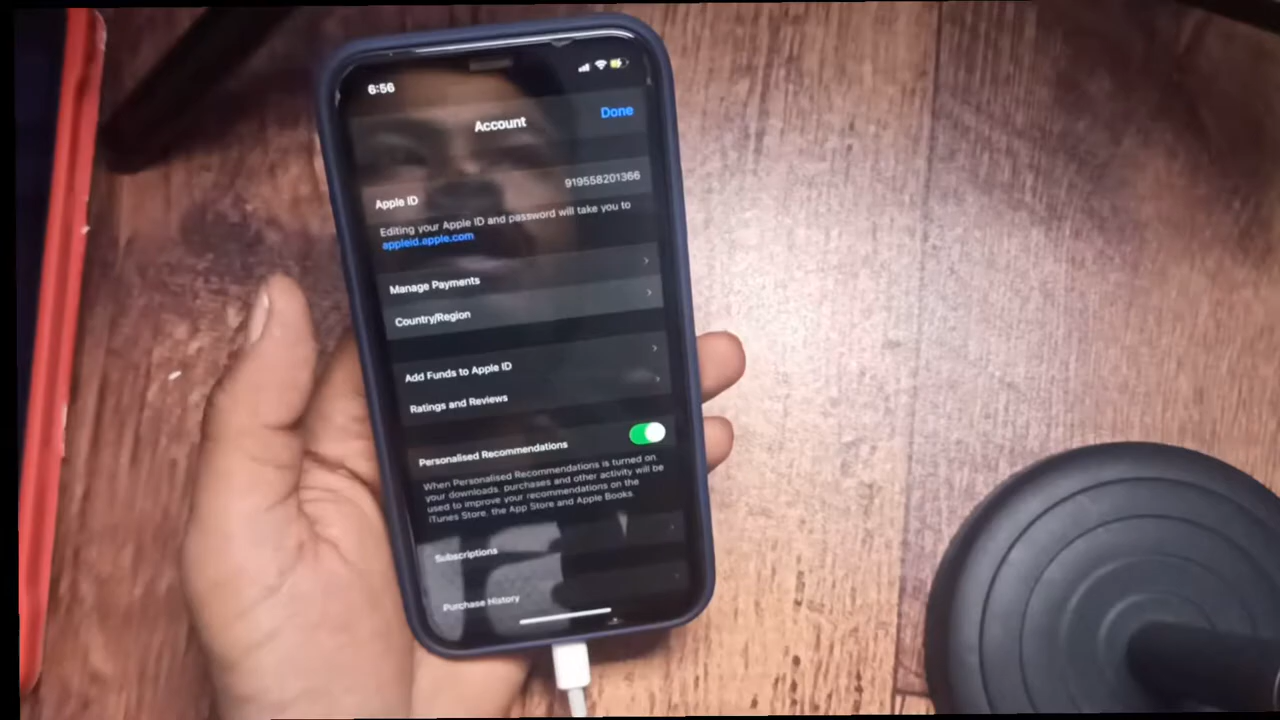 6:56
Account
Done
Apple ID
919558201366
Editing your Apple ID and password will take you to
appleid.apple.com
Manage Payments
Country/Region
Add Funds to Apple ID
Ratings and Reviews
Personalised Recommendations
When Personalised Recommendations is turned on,
your downloads, purchases and other activity will be
used to improve your recommendations on the
iTunes Store, the App Store and Apple Books.
Subscriptions
Purchase History